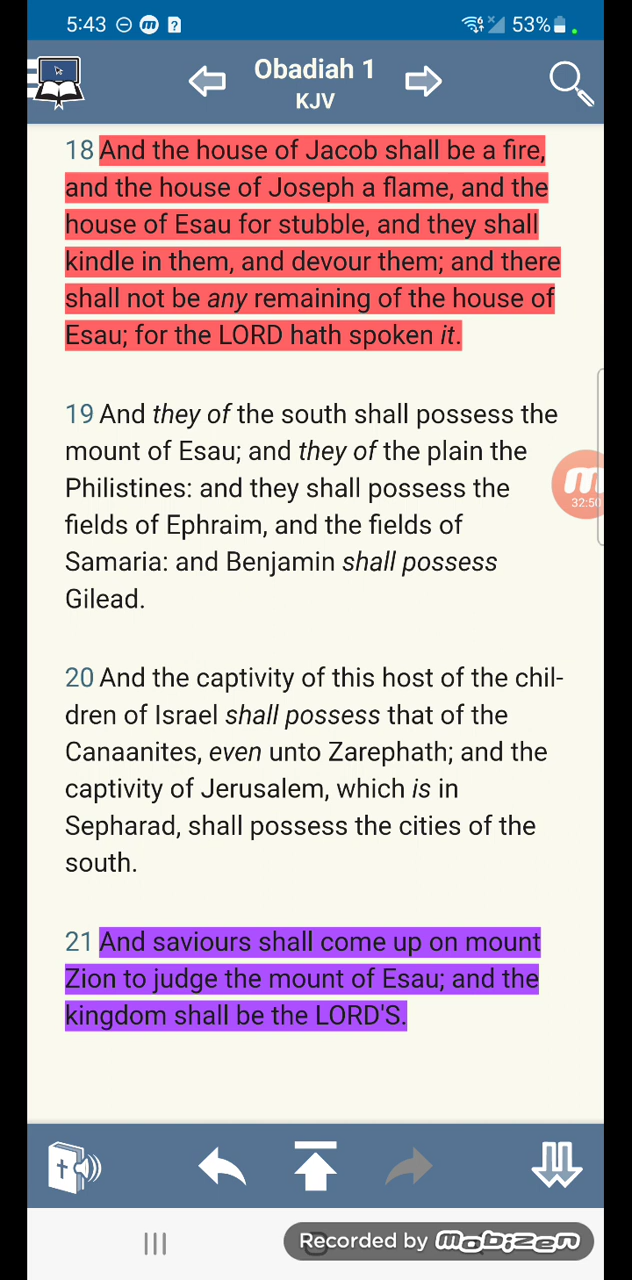 5:43
53%
Obadiah 1
KJV
18 And the house of Jacob shall be a fire,
and the house of Joseph a flame, and the
house of Esau for stubble, and they shall
kindle in them, and devour them; and there
shall not be any remaining of the house of
Esau; for the LORD hath spoken it.
19 And they of the south shall possess the
mount of Esau; and they of the plain the
Philistines: and they shall possess the
fields of Ephraim, and the fields of
Samaria: and Benjamin shall possess
Gilead.
32:50
20 And the captivity of this host of the chil-
dren of Israel shall possess that of the
Canaanites, even unto Zarephath; and the
captivity of Jerusalem, which is in
Sepharad, shall possess the cities of the
south.
21 And saviours shall come up on mount
Zion to judge the mount of Esau; and the
kingdom shall be the LORD'S.
Recorded by mobizen